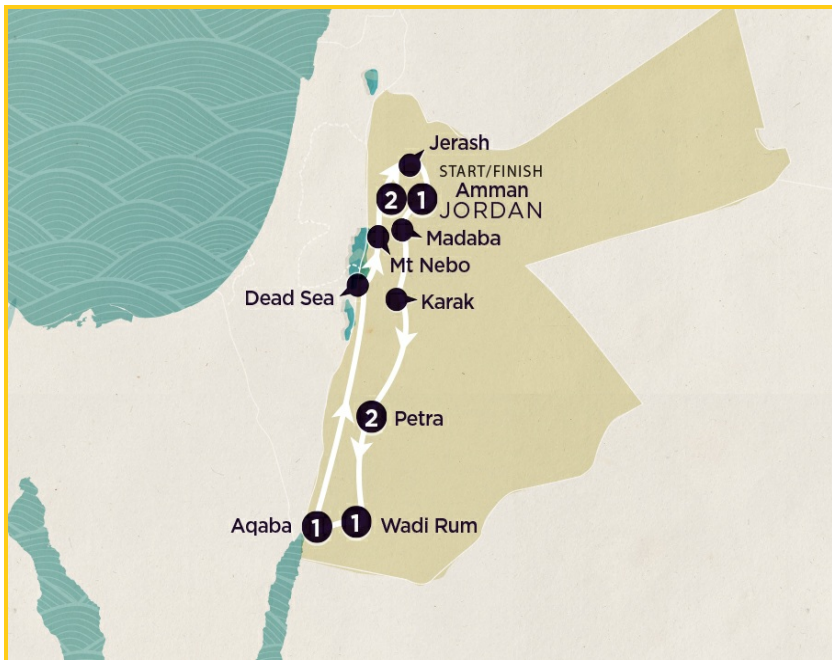 Jerash
START/FINISH
Amman
2
1
JORDAN
Madaba
Mt Nebo
Dead Sea
Karak
2
Petra
Aqaba
1
1
Wadi Rum